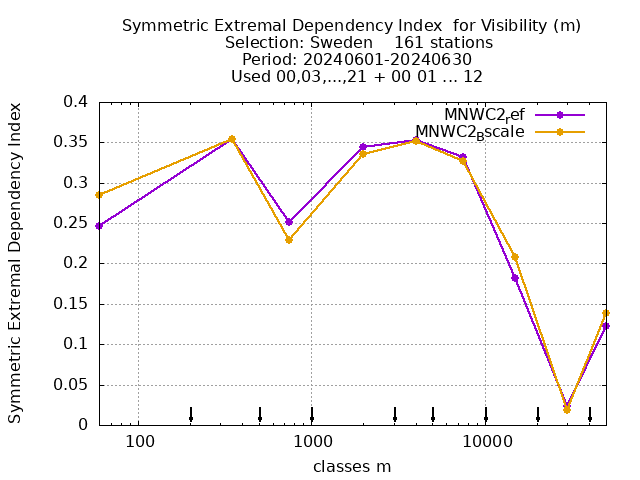 Symmetric Extremal Dependency Index  for Visibility (m)
Selection: Sweden    161 stations
Period: 20240601-20240630
Used 00,03,...,21 + 00 01 ... 12
Symmetric Extremal Dependency Index
0.4
0.35
0.3
0.25
0.2
0.15
0.1
0.05
0
MNWC2_ref
MNWC2_Bscale
100
1000
10000
classes m